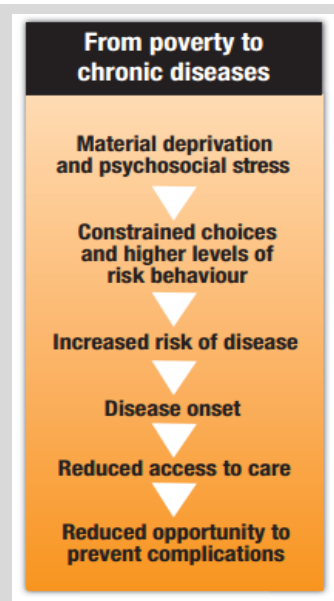 From poverty to
chronic diseases
Material deprivation
and psychosocial stress
Constrained choices
and higher levels of
risk behaviour
Increased risk of disease
Disease onset
Reduced access to care
Reduced opportunity to
prevent complications